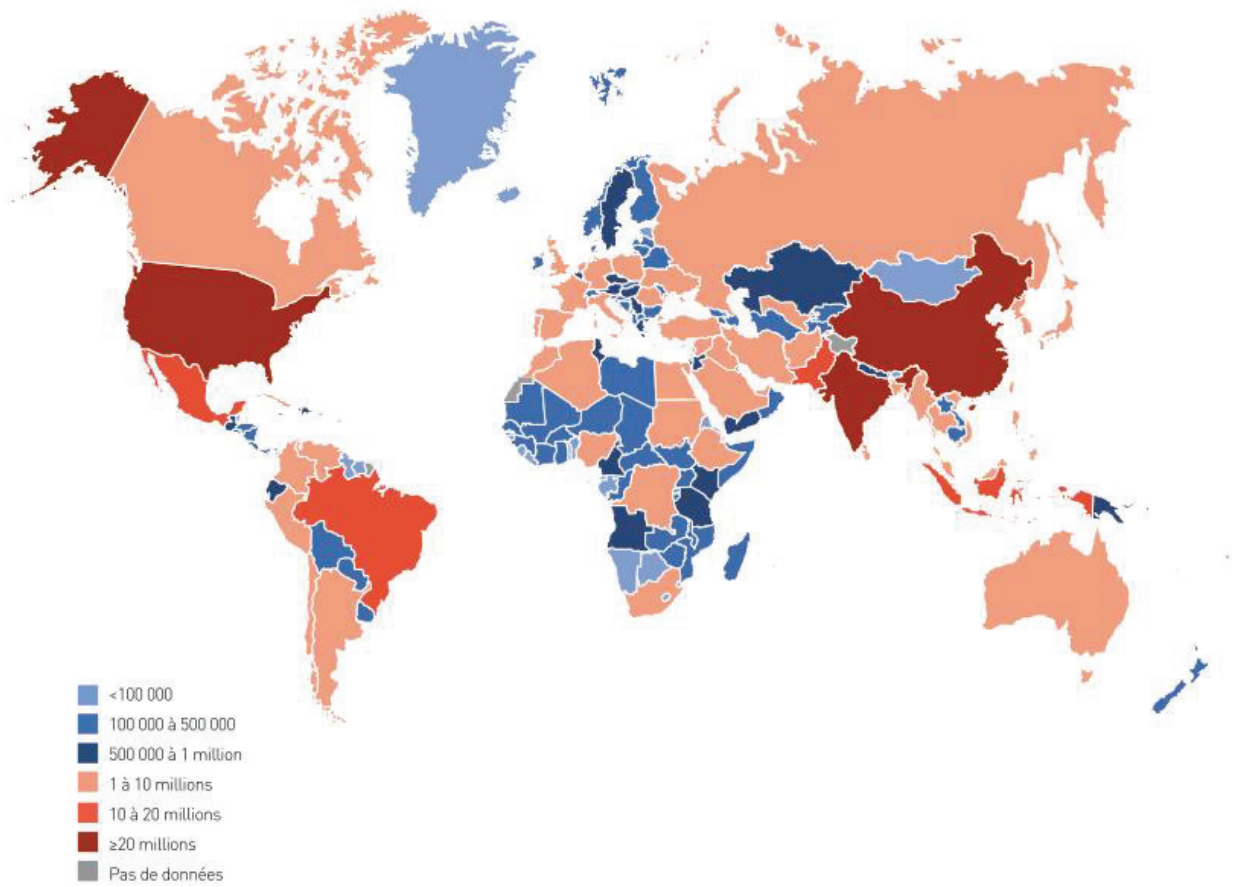 <100 000
100 000 à 500 000
500 000 à 1 million
1 à 10 millions
10 à 20 millions
≥20 millions
Pas de données